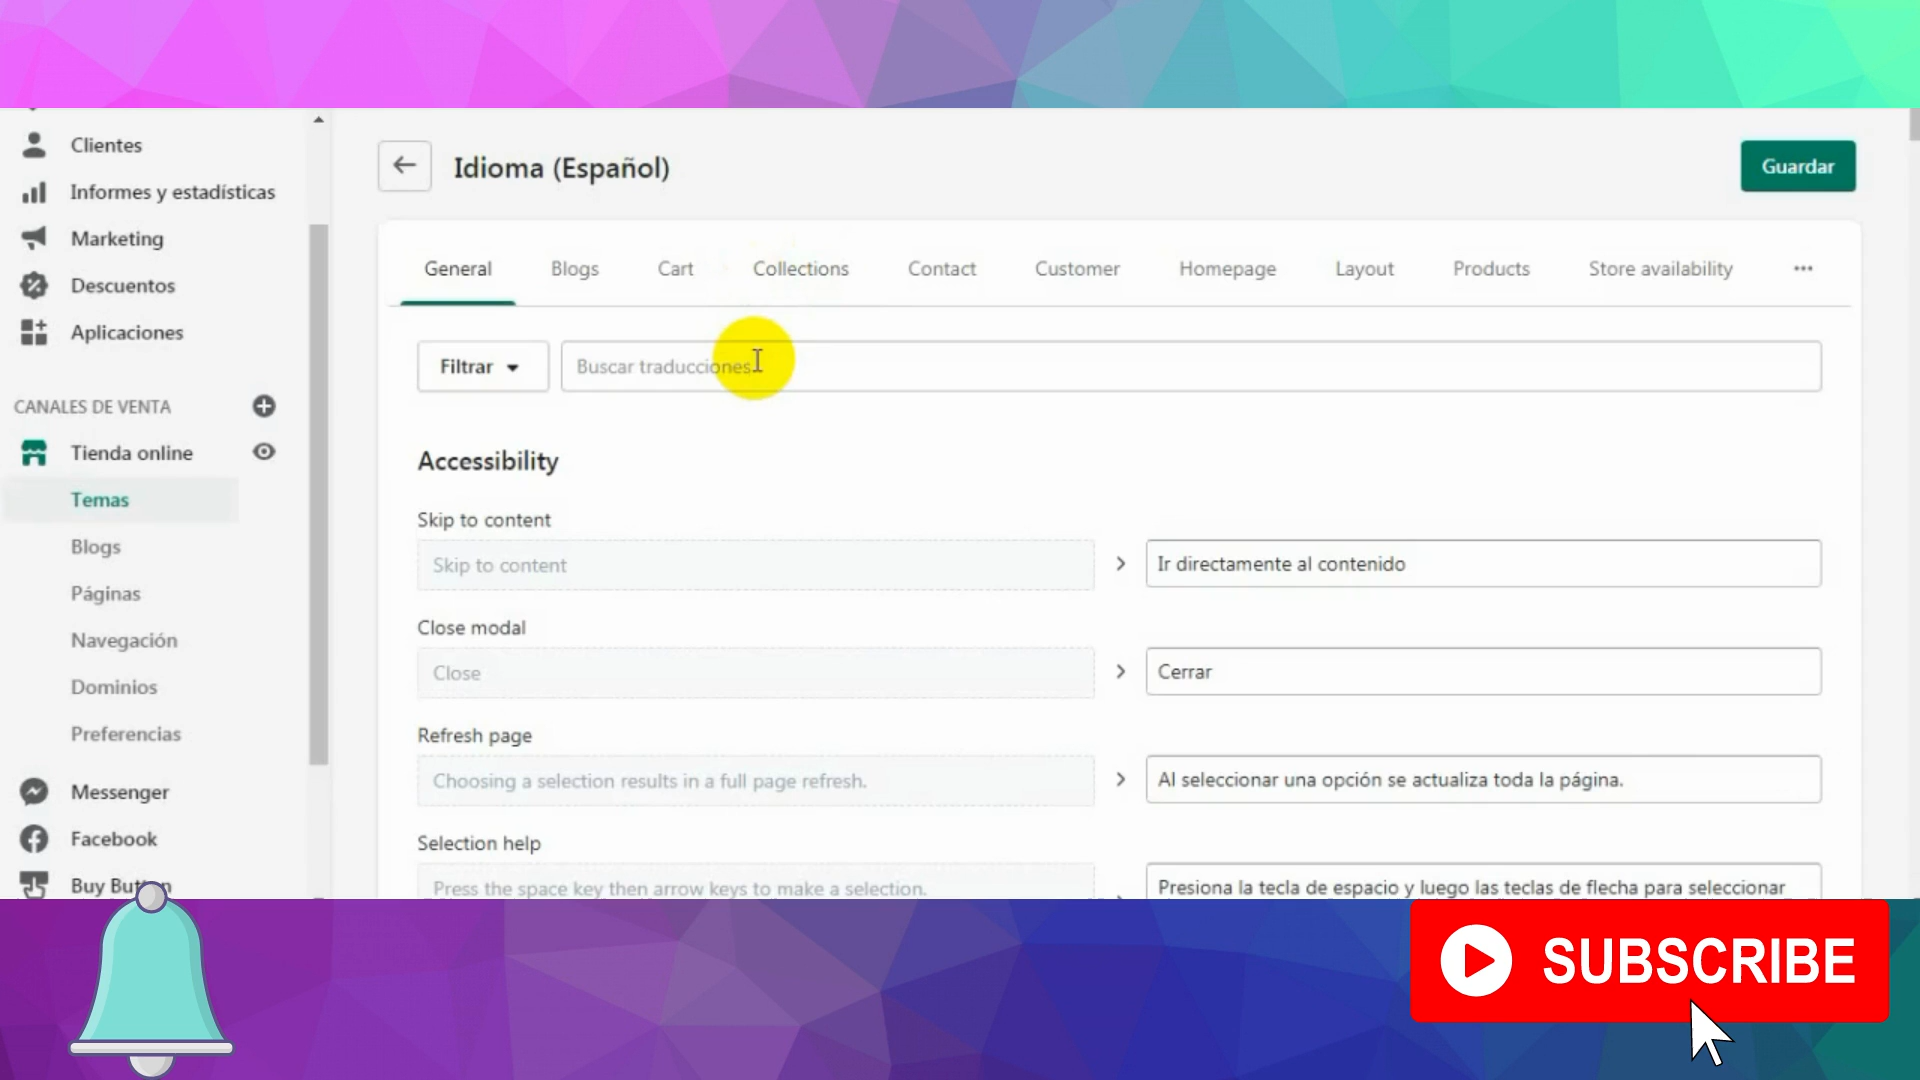 Clientes
Informes y estadísticas
Marketing
Descuentos
Aplicaciones
CANALES DE VENTA
Tienda online
Temas
Blogs
Páginas
Navegación
Dominios
Preferencias
Messenger
Facebook
Buy Button
Idioma (Español)
Guardar
General Blogs Cart Collections Contact Customer Homepage Layout Products Store availability ...
Filtrar Buscar traducciones
Accessibility
Skip to content
Skip to content Ir directamente al contenido
Close modal
Close Cerrar
Refresh page
Choosing a selection results in a full page refresh. Al seleccionar una opción se actualiza toda la página.
Selection help
Press the space key then arrow keys to make a selection. Presiona la tecla de espacio y luego las teclas de flecha para seleccionar
SUBSCRIBE